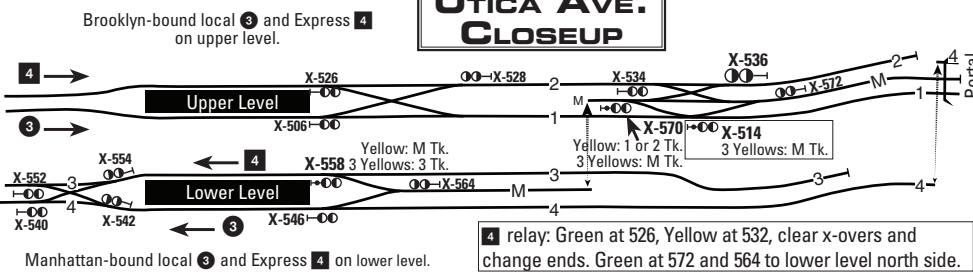 UTICA AVE.
CLOSEUP
Brooklyn-bound local 3 and Express 4
on upper level.
4
X-526
X-528
2
X-534
X-536
2
4
Portal
Upper Level
M
X-572
M
3
X-506
1
X-570
X-514
1
Yellow: 1 or 2 Tk.
3 Yellows: M Tk.
3 Yellows: M Tk.
4
Yellow: M Tk.
X-558
3 Yellows: 3 Tk.
X-554
X-552
3
3
3
Lower Level
X-564
M
4
4
4
X-540
X-542
3
X-546
Manhattan-bound local 3 and Express 4 on lower level.
4 relay: Green at 526, Yellow at 532, clear x-overs and
change ends. Green at 572 and 564 to lower level north side.